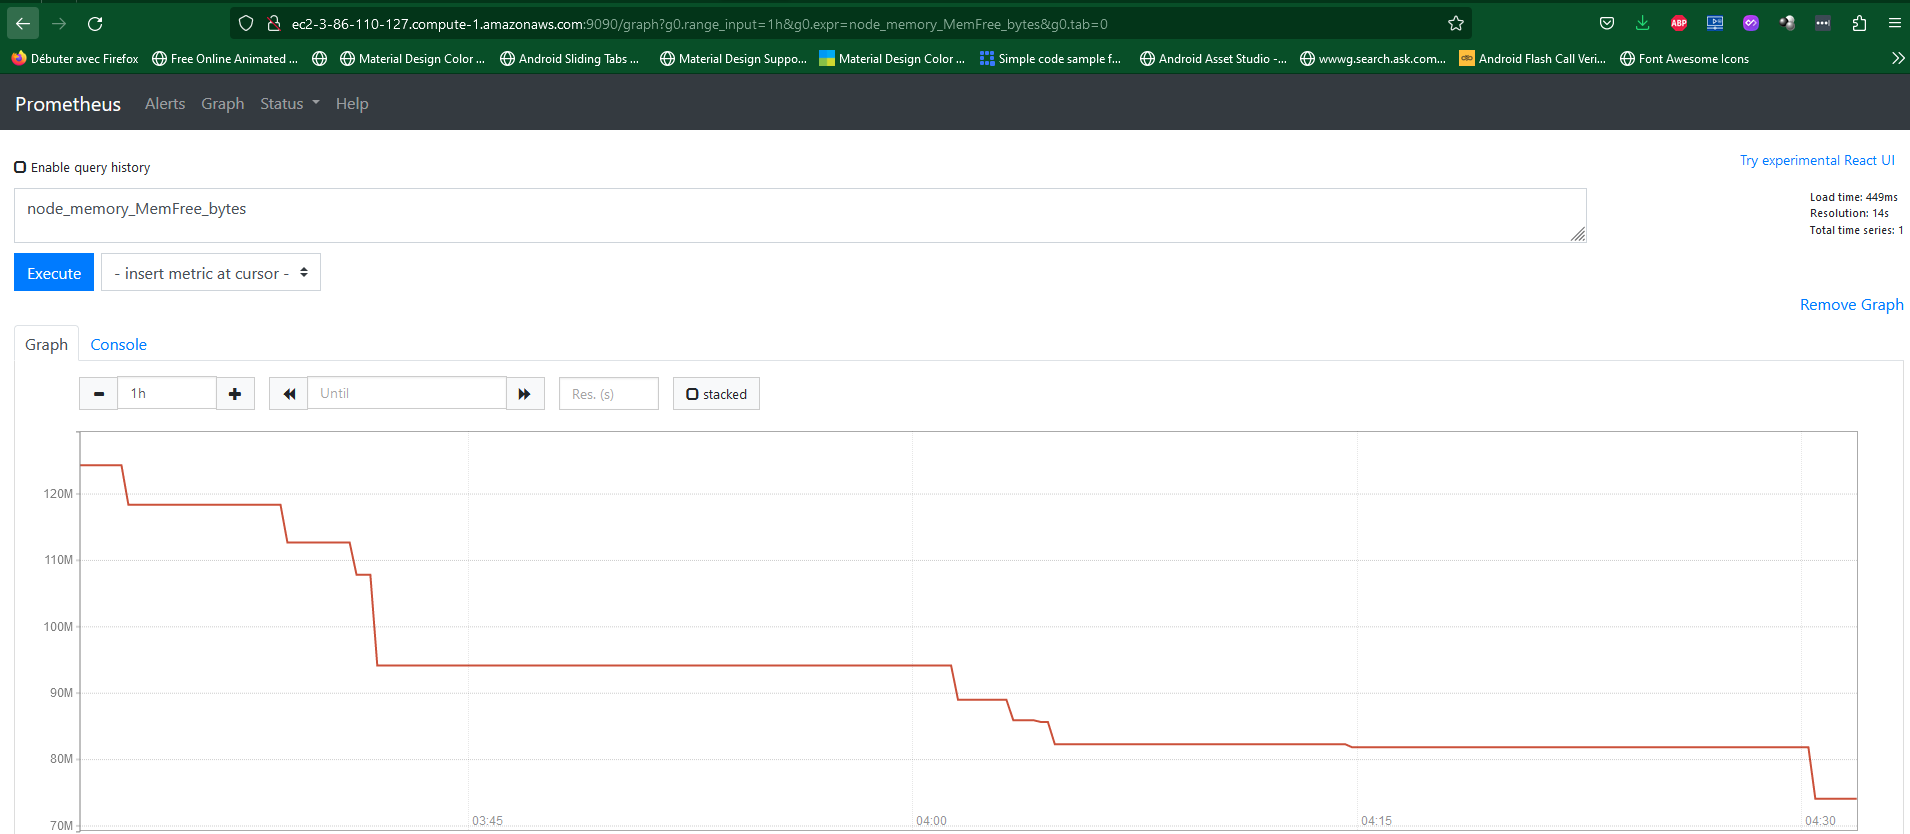 ec2-3-86-110-127.compute-1.amazonaws.com:9090/graph?g0.range_input=1h&g0.expr=node_memory_MemFree_bytes&g0.tab=0
ABP
Débuter avec Firefox
Free Online Animated ...
Material Design Color ...
Android Sliding Tabs ...
Material Design Suppo...
Material Design Color ...
Simple code sample f...
Android Asset Studio -...
wwwg.search.ask.com...
Android Flash Call Veri...
Font Awesome Icons
Prometheus
Alerts
Graph
Status
Help
Enable query history
Try experimental React UI
node_memory_MemFree_bytes
Load time: 449ms
Resolution: 14s
Total time series: 1
Execute
- insert metric at cursor -
Remove Graph
Graph
Console
1h
Until
Res. (s)
stacked
120M
110M
100M
90M
80M
70M
03:45
04:00
04:15
04:30